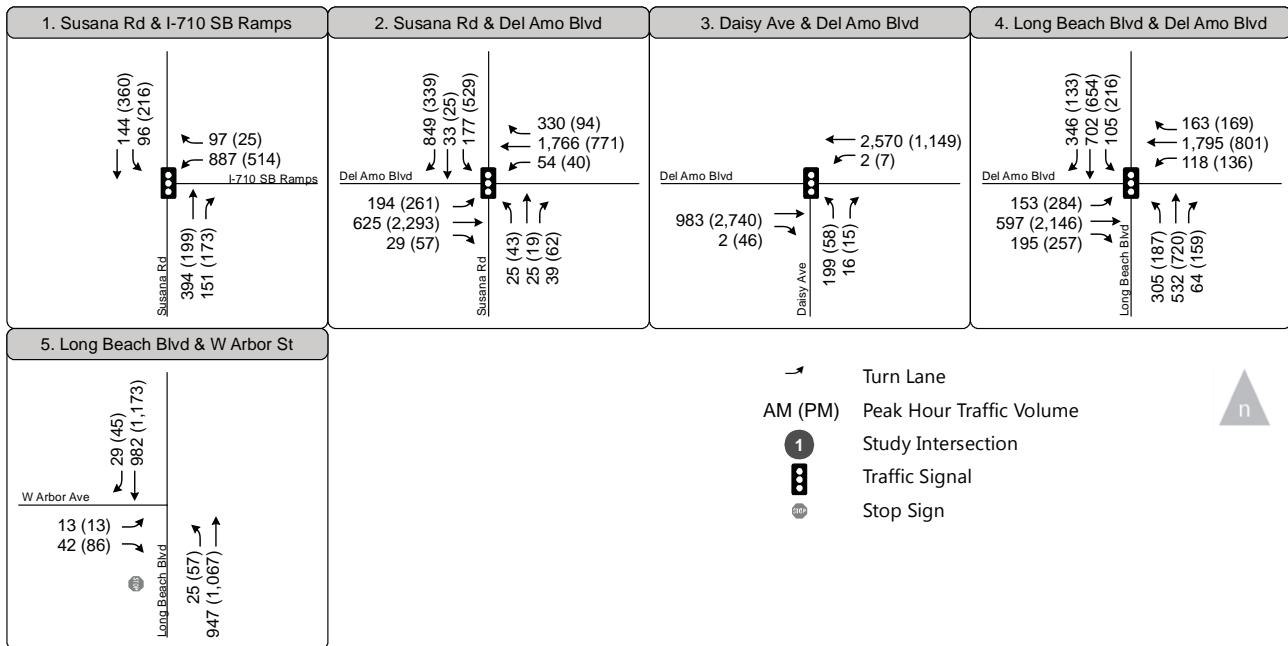 1. Susana Rd & I-710 SB Ramps
144 (360)
96 (216)
97 (25)
887 (514)
I-710 SB Ramps
394 (199)
151 (173)
Susana Rd
2. Susana Rd & Del Amo Blvd
849 (339)
33 (25)
177 (529)
330 (94)
1,766 (771)
54 (40)
Del Amo Blvd
194 (261)
625 (2,293)
29 (57)
25 (43)
25 (19)
39 (62)
Susana Rd
3. Daisy Ave & Del Amo Blvd
2,570 (1,149)
2 (7)
Del Amo Blvd
983 (2,740)
2 (46)
199 (58)
16 (15)
Daisy Ave
4. Long Beach Blvd & Del Amo Blvd
346 (133)
702 (654)
105 (216)
163 (169)
1,795 (801)
118 (136)
Del Amo Blvd
153 (284)
597 (2,146)
195 (257)
305 (187)
532 (720)
64 (159)
Long Beach Blvd
5. Long Beach Blvd & W Arbor St
29 (45)
982 (1,173)
W Arbor Ave
13 (13)
42 (86)
STOP
25 (57)
947 (1,067)
Long Beach Blvd
Turn Lane
AM (PM) Peak Hour Traffic Volume
1 Study Intersection
Traffic Signal
STOP Stop Sign
n